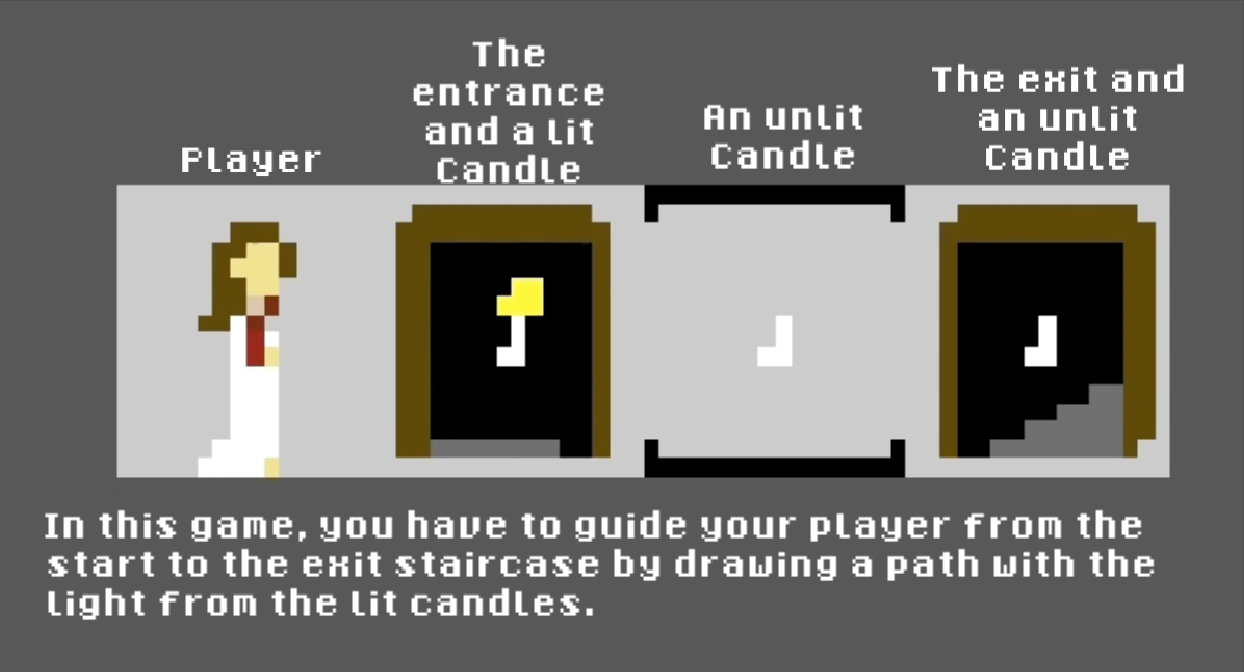 Player
The
entrance
and a lit
Candle
An unlit
Candle
The exit and
an unlit
Candle
In this game, you have to guide your player from the
start to the exit staircase by drawing a path with the
light from the lit candles.